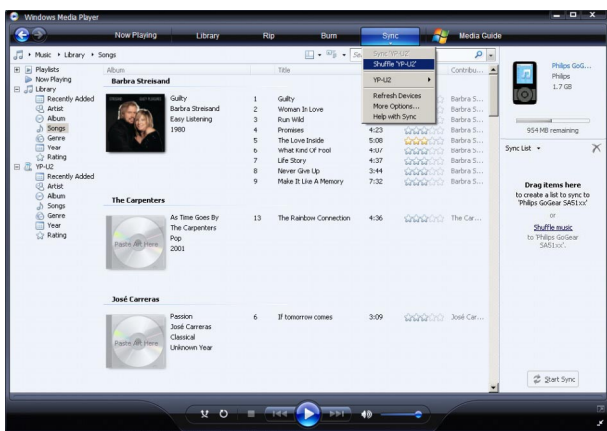 Windows Media Player
Now Playing Library Rip Burn Sync Media Guide
Music Library Songs
Sync 'YP-U2'
Shuffle 'YP-U2'
YP-U2
Refresh Devices
More Options...
Help with Sync
Playlists
Now Playing
Library
Recently Added
Artist
Album
Songs
Genre
Year
Rating
YP-U2
Recently Added
Artist
Album
Songs
Genre
Year
Rating
Album Title Contribu...
Barbra Streisand
Guilty
Barbra Streisand
Easy Listening
1980
1 Guilty Barbra S...
2 Woman In Love Barbra S...
3 Run Wild Barbra S...
4 Promises 4:23 Barbra S...
5 The Love Inside 5:08 Barbra S...
6 What Kind Of Fool 4:07 Barbra S...
7 Life Story 4:37 Barbra S...
8 Never Give Up 3:44 Barbra S...
9 Make It Like A Memory 7:32 Barbra S...
The Carpenters
Paste Art Here
As Time Goes By
The Carpenters
Pop
2001
13 The Rainbow Connection 4:36 The Car...
José Carreras
Paste Art Here
Passion
José Carreras
Classical
Unknown Year
6 If tomorrow comes 3:09 José Car...
Philips GoG...
Philips
1.7 GB
954 MB remaining
Sync List
Drag items here
to create a list to sync to
'Philips GoGear SA51xx'
or
Shuffle music
to 'Philips GoGear
SA51xx'.
Start Sync